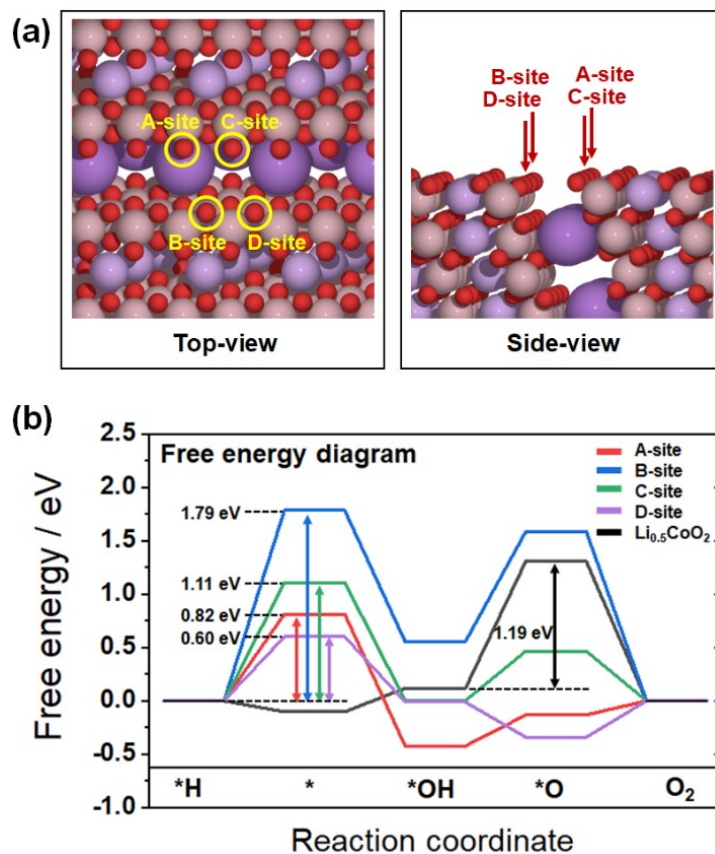 (a)
A-site C-site
B-site D-site
Top-view
B-site A-site
D-site C-site
Side-view
(b)
Free energy diagram
A-site
B-site
C-site
D-site
Li0.5CoO2
2.5
2.0
1.5
1.0
0.5
0.0
-0.5
-1.0
Free energy / eV
1.79 eV
1.11 eV
0.82 eV
0.60 eV
1.19 eV
*H * *OH *O O2
Reaction coordinate